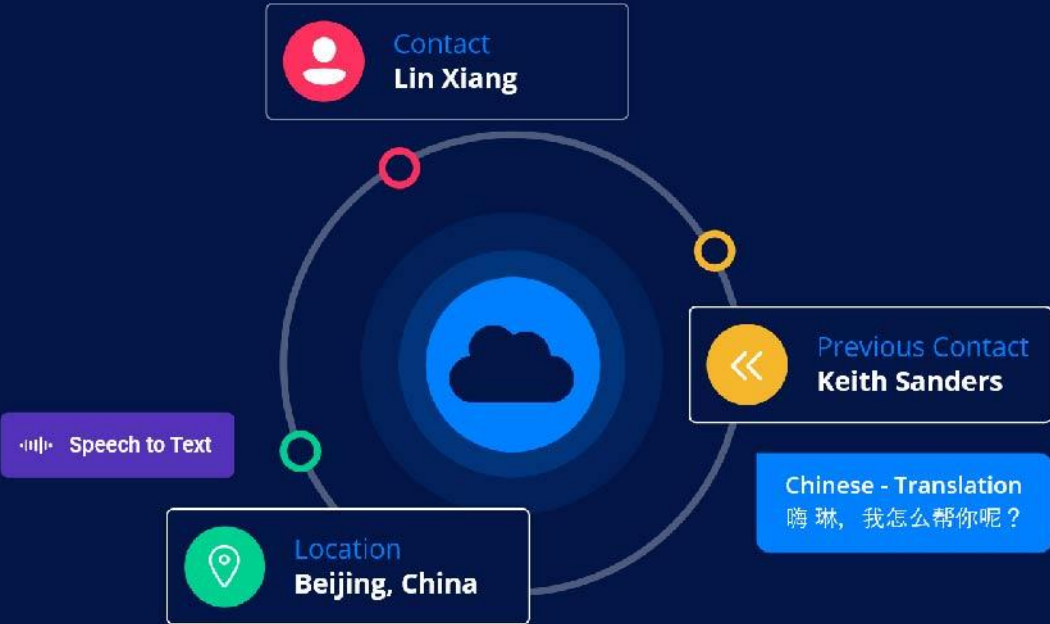 Contact
Lin Xiang
Previous Contact
Keith Sanders
Speech to Text
Chinese - Translation
嗨 琳，我怎么帮你呢？
Location
Beijing, China